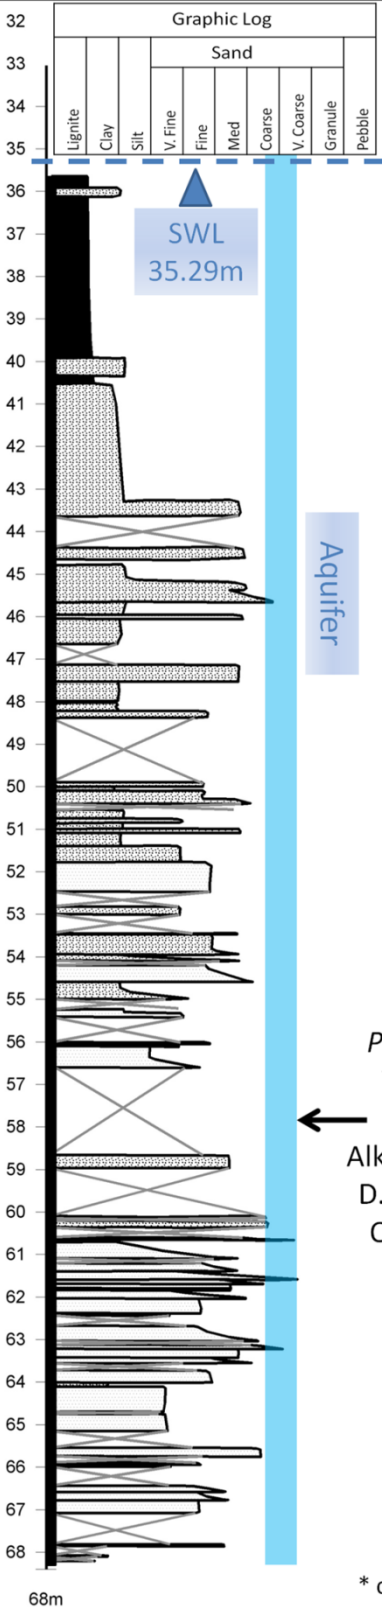 Graphic Log
Sand
Lignite
Clay
Silt
V. Fine
Fine
Med
Coarse
V. Coarse
Granule
Pebble
32
33
34
35
36
37
38
39
40
41
42
43
44
45
46
47
48
49
50
51
52
53
54
55
56
57
58
59
60
61
62
63
64
65
66
67
68
68m
SWL
35.29m
Aquifer
P
Alk
D.
* c